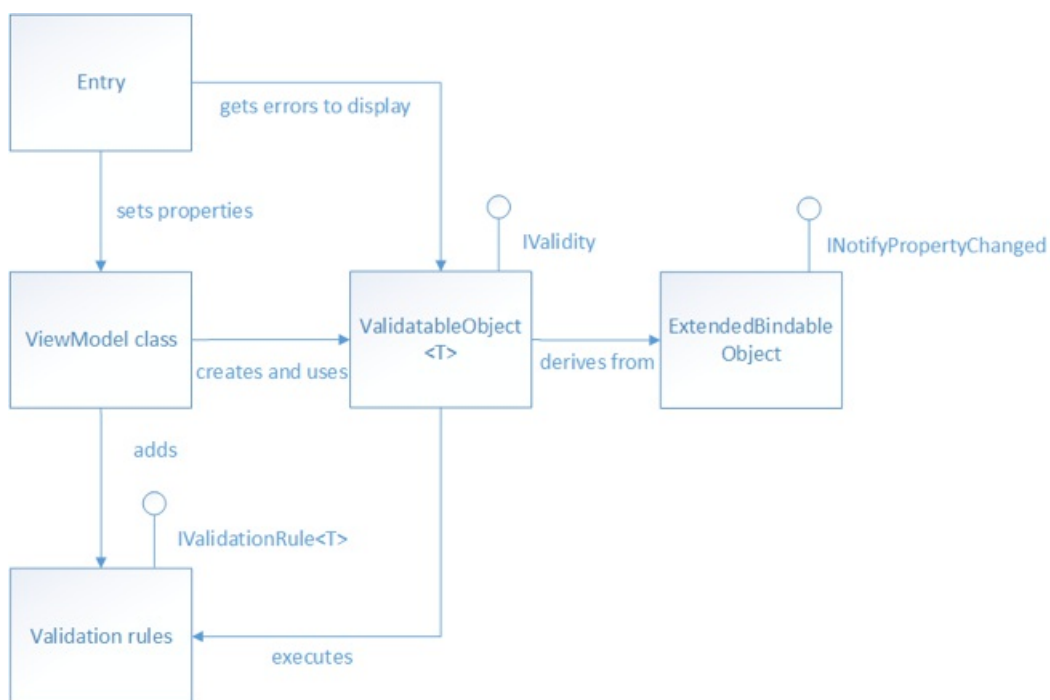 Entry
gets errors to display
sets properties
IValidity
INotifyPropertyChanged
ViewModel class
creates and uses
ValidatableObject
<T>
derives from
ExtendedBindable
Object
adds
IValidationRule<T>
Validation rules
executes